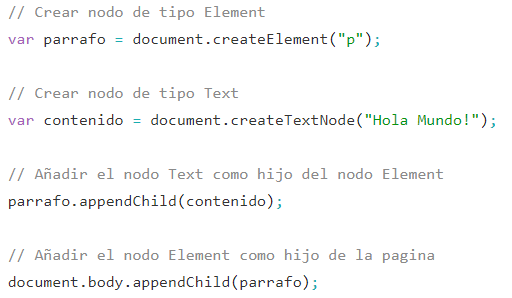 // Crear nodo de tipo Element
var parrafo = document.createElement("p");
// Crear nodo de tipo Text
var contenido = document.createTextNode("Hola Mundo!");
// Añadir el nodo Text como hijo del nodo Element
parrafo.appendChild(contenido);
// Añadir el nodo Element como hijo de la pagina
document.body.appendChild(parrafo);